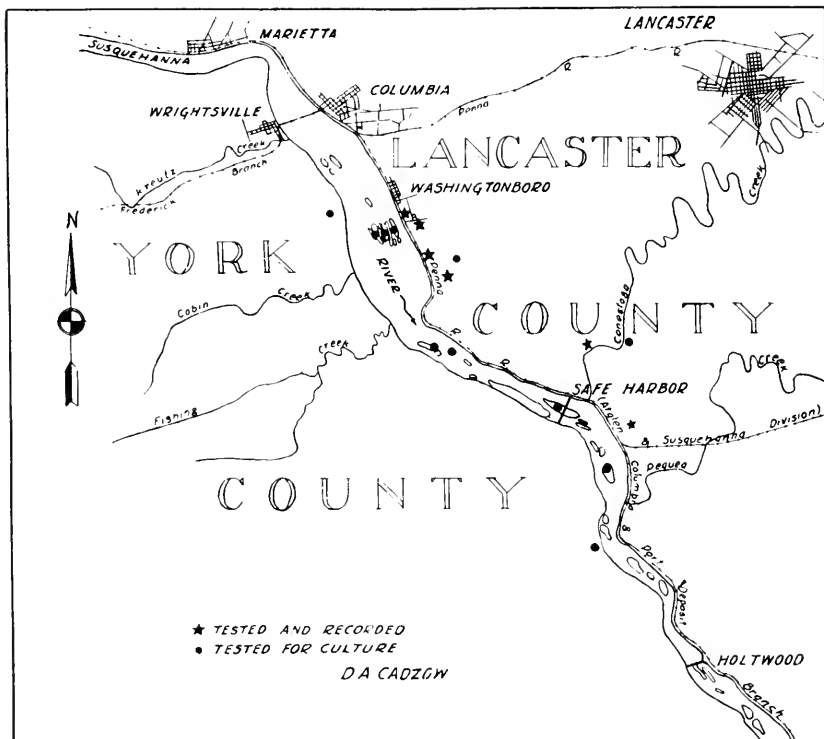 MARIETTA
LANCASTER
SUSQUEHANNA
COLUMBIA
WRIGHTSVILLE
Penna
R
R
LANCASTER
Kreutz
Creek
Frederick
Branch
WASHINGTONBORO
Creek
N
YORK
RIVER
Penna
COUNTY
Conestoga
Cabin
Creek
Creek
R
R
SAFE HARBOR
Creek
Fishing
(Atglen
& Susquehanna
Division)
COUNTY
Columbia
Pequea
&
Port
Deposit
★ TESTED AND RECORDED
● TESTED FOR CULTURE
D A CADZOW
HOLTWOOD
Branch